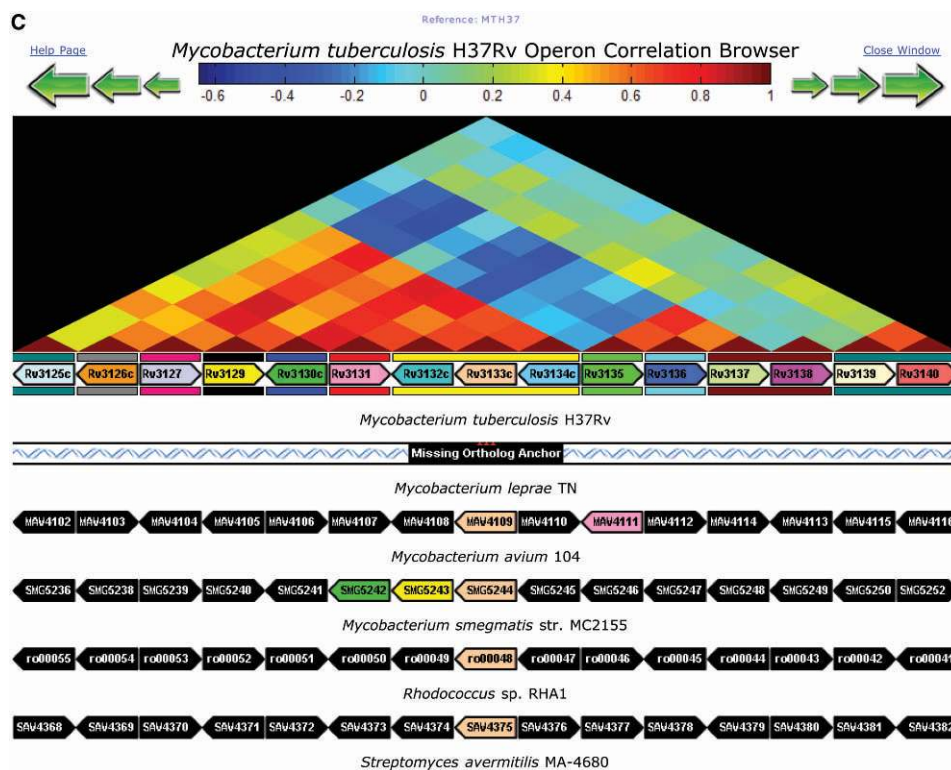 C
Reference: MTH37
Help Page
Mycobacterium tuberculosis H37Rv Operon Correlation Browser
Close Window
-0.6 -0.4 -0.2 0 0.2 0.4 0.6 0.8 1
Rv3125c Rv3126c Rv3127 Rv3129 Rv3130c Rv3131 Rv3132c Rv3133c Rv3134c Rv3135 Rv3136 Rv3137 Rv3138 Rv3139 Rv3140
Mycobacterium tuberculosis H37Rv
Missing Ortholog Anchor
Mycobacterium leprae TN
MAV4102 MAV4103 MAV4104 MAV4105 MAV4106 MAV4107 MAV4108 MAV4109 MAV4110 MAV4111 MAV4112 MAV4114 MAV4113 MAV4115 MAV4116
Mycobacterium avium 104
SMG5236 SMG5238 SMG5239 SMG5240 SMG5241 SMG5242 SMG5243 SMG5244 SMG5245 SMG5246 SMG5247 SMG5248 SMG5249 SMG5250 SMG5252
Mycobacterium smegmatis str. MC2155
ro00055 ro00054 ro00053 ro00052 ro00051 ro00050 ro00049 ro00048 ro00047 ro00046 ro00045 ro00044 ro00043 ro00042 ro00041
Rhodococcus sp. RHA1
SAV4368 SAV4369 SAV4370 SAV4371 SAV4372 SAV4373 SAV4374 SAV4375 SAV4376 SAV4377 SAV4378 SAV4379 SAV4380 SAV4381 SAV4382
Streptomyces avermitilis MA-4680